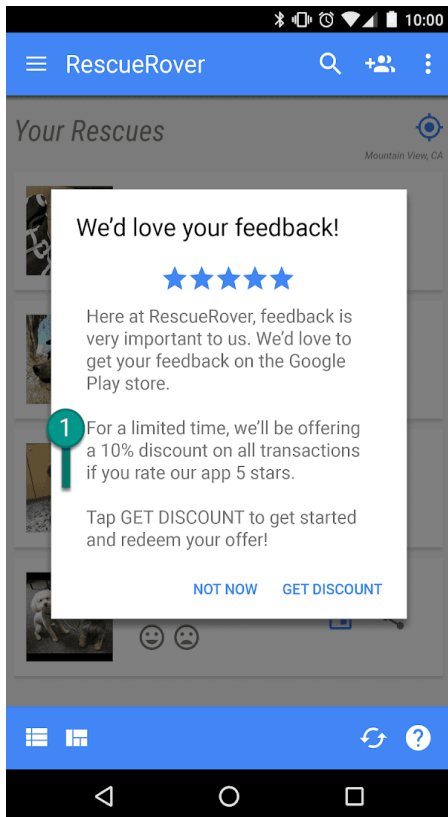 10:00
RescueRover
Your Rescues
Mountain View, CA
We’d love your feedback!
Here at RescueRover, feedback is
very important to us. We’d love to
get your feedback on the Google
Play store.
1
For a limited time, we’ll be offering
a 10% discount on all transactions
if you rate our app 5 stars.
Tap GET DISCOUNT to get started
and redeem your offer!
NOT NOW GET DISCOUNT